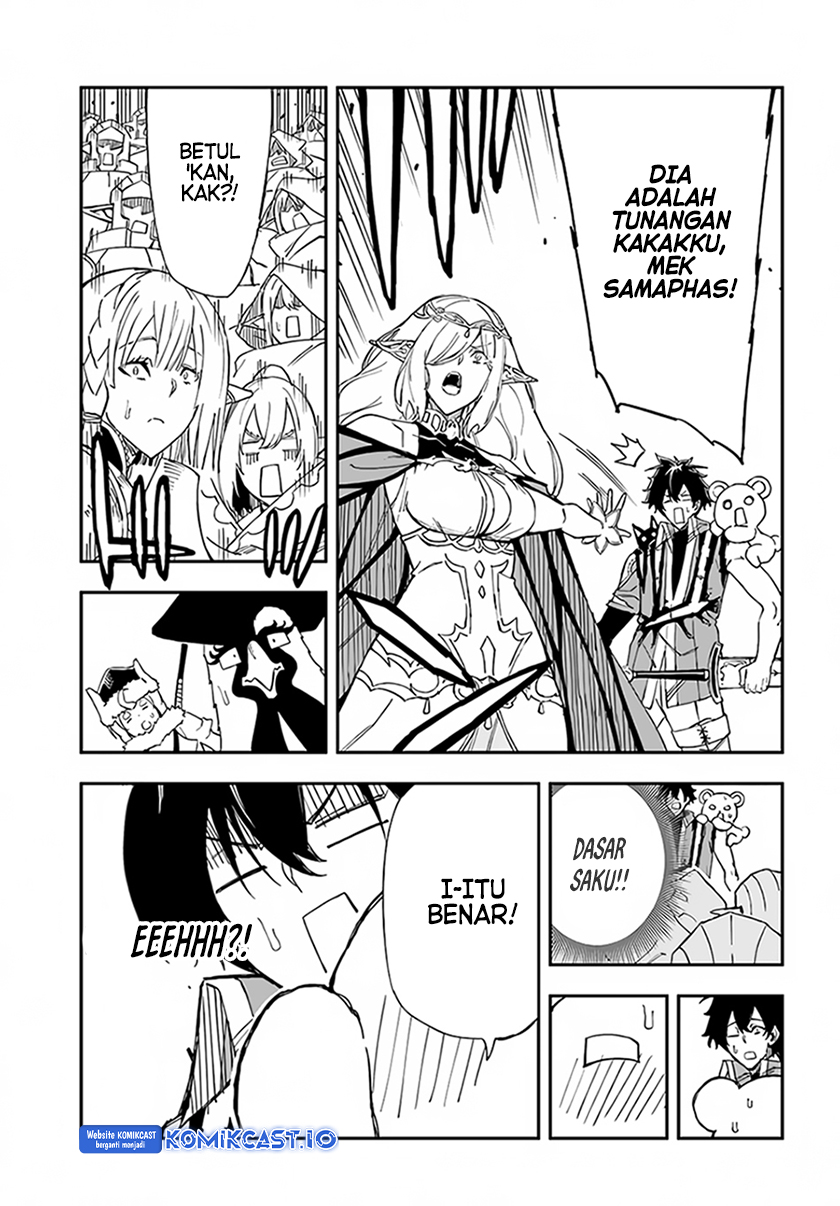 DIA
ADALAH
TUNANGAN
KAKAKKU,
MEK
SAMAPHAS!
BETUL
'KAN,
KAK?!
DASAR
SAKU!!
I-ITU
BENAR!
EEEHHH?!
Website KOMIKCAST
berganti menjadi
KOMIKCAST.IO